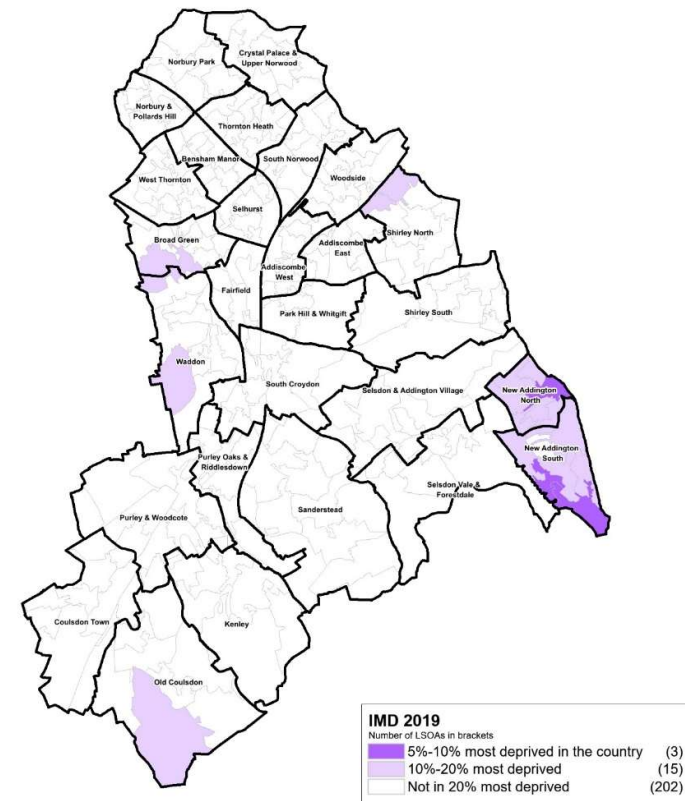 Norbury Park
Crystal Palace &
Upper Norwood
Norbury &
Pollards Hill
Thornton Heath
Bensham Manor
South Norwood
West Thornton
Woodside
Selhurst
Broad Green
Shirley North
Addiscombe
East
Addiscombe
West
Fairfield
Park Hill & Whitgift
Shirley South
Waddon
South Croydon
Selsdon & Addington Village
New Addington
North
New Addington
South
Purley Oaks &
Riddlesdown
Selsdon Vale &
Forestdale
Sanderstead
Purley & Woodcote
Coulsdon Town
Kenley
Old Coulsdon
IMD 2019
Number of LSOAs in brackets
5%-10% most deprived in the country (3)
10%-20% most deprived (15)
Not in 20% most deprived (202)